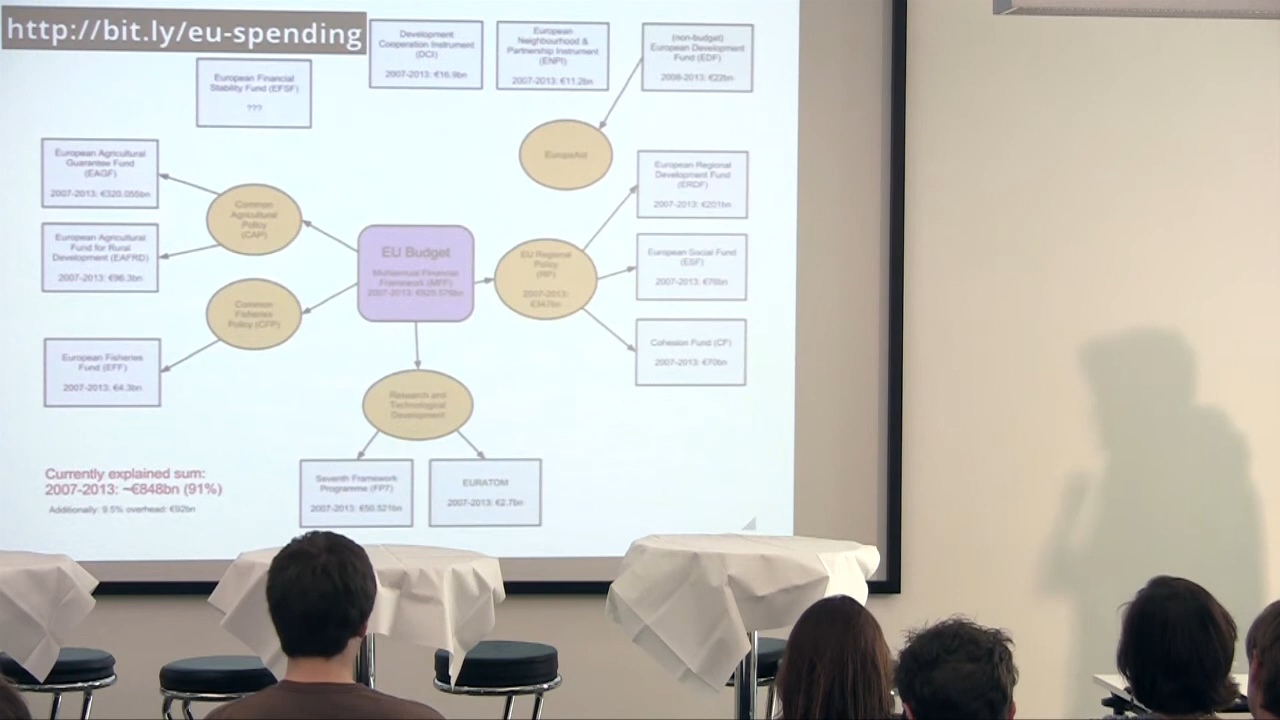 http://bit.ly/eu-spending
Development
Cooperation Instrument
(DCI)
2007-2013: €16.9bn
European
Neighbourhood &
Partnership Instrument
(ENPI)
2007-2013: €11.2bn
(non-budget)
European Development
Fund (EDF)
2008-2013: €22bn
European Financial
Stability Fund (EFSF)
???
EuropeAid
European Agricultural
Guarantee Fund
(EAGF)
2007-2013: €320.055bn
Common
Agricultural
Policy
(CAP)
European Regional
Development Fund
(ERDF)
2007-2013: €201bn
European Agricultural
Fund for Rural
Development (EAFRD)
2007-2013: €96.3bn
EU Budget
Multiannual Financial
Framework (MFF)
EU Regional
Policy
(RP)
2007-2013:
€347bn
European Social Fund
(ESF)
2007-2013: €76bn
Common
Fisheries
Policy (CFP)
Cohesion Fund (CF)
2007-2013: €70bn
European Fisheries
Fund (EFF)
2007-2013: €4.3bn
Research and
Technological
Development
Currently explained sum:
2007-2013: ~€848bn (91%)
Additionally: 9.5% overhead: €92bn
Seventh Framework
Programme (FP7)
2007-2013: €50.521bn
EURATOM
2007-2013: €2.7bn